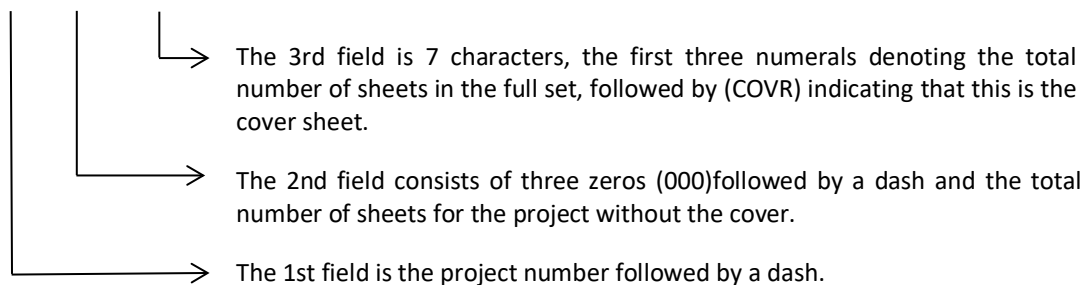 The 3rd field is 7 characters, the first three numerals denoting the total
number of sheets in the full set, followed by (COVR) indicating that this is the
cover sheet.
The 2nd field consists of three zeros (000)followed by a dash and the total
number of sheets for the project without the cover.
The 1st field is the project number followed by a dash.